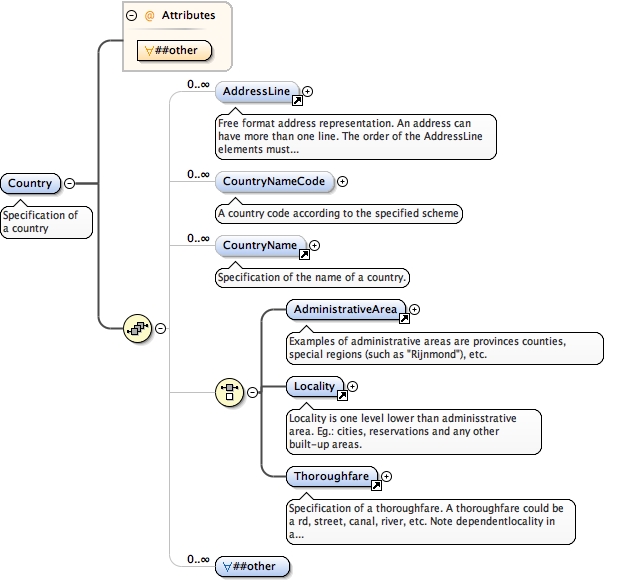 Attributes
##other
0..∞
AddressLine
Free format address representation. An address can
have more than one line. The order of the AddressLine
elements must...
0..∞
CountryNameCode
A country code according to the specified scheme
Country
Specification of
a country
0..∞
CountryName
Specification of the name of a country.
AdministrativeArea
Examples of administrative areas are provinces counties,
special regions (such as "Rijnmond"), etc.
Locality
Locality is one level lower than adminisstrative
area. Eg.: cities, reservations and any other
built-up areas.
Thoroughfare
Specification of a thoroughfare. A thoroughfare could be
a rd, street, canal, river, etc. Note dependentlocality in
a...
0..∞
##other